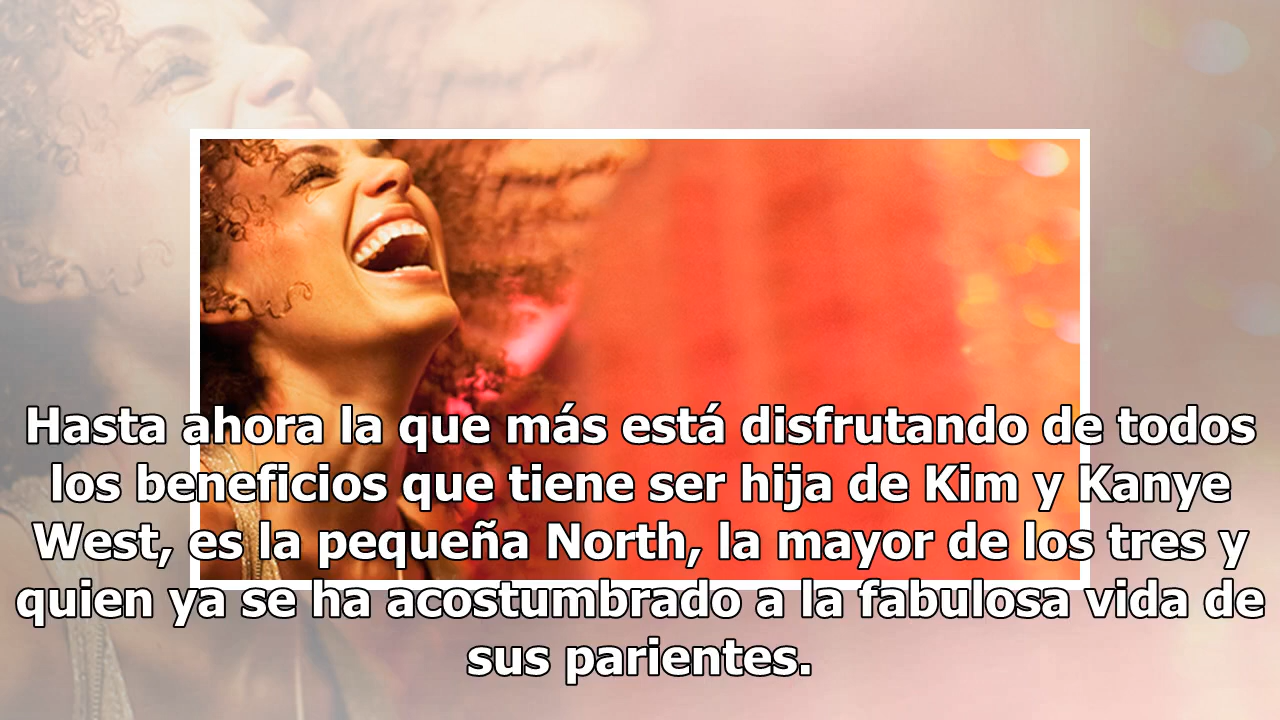 Hasta ahora la que más está disfrutando de todos
los beneficios que tiene ser hija de Kim y Kanye
West, es la pequeña North, la mayor de los tres y
quien ya se ha acostumbrado a la fabulosa vida de
sus parientes.